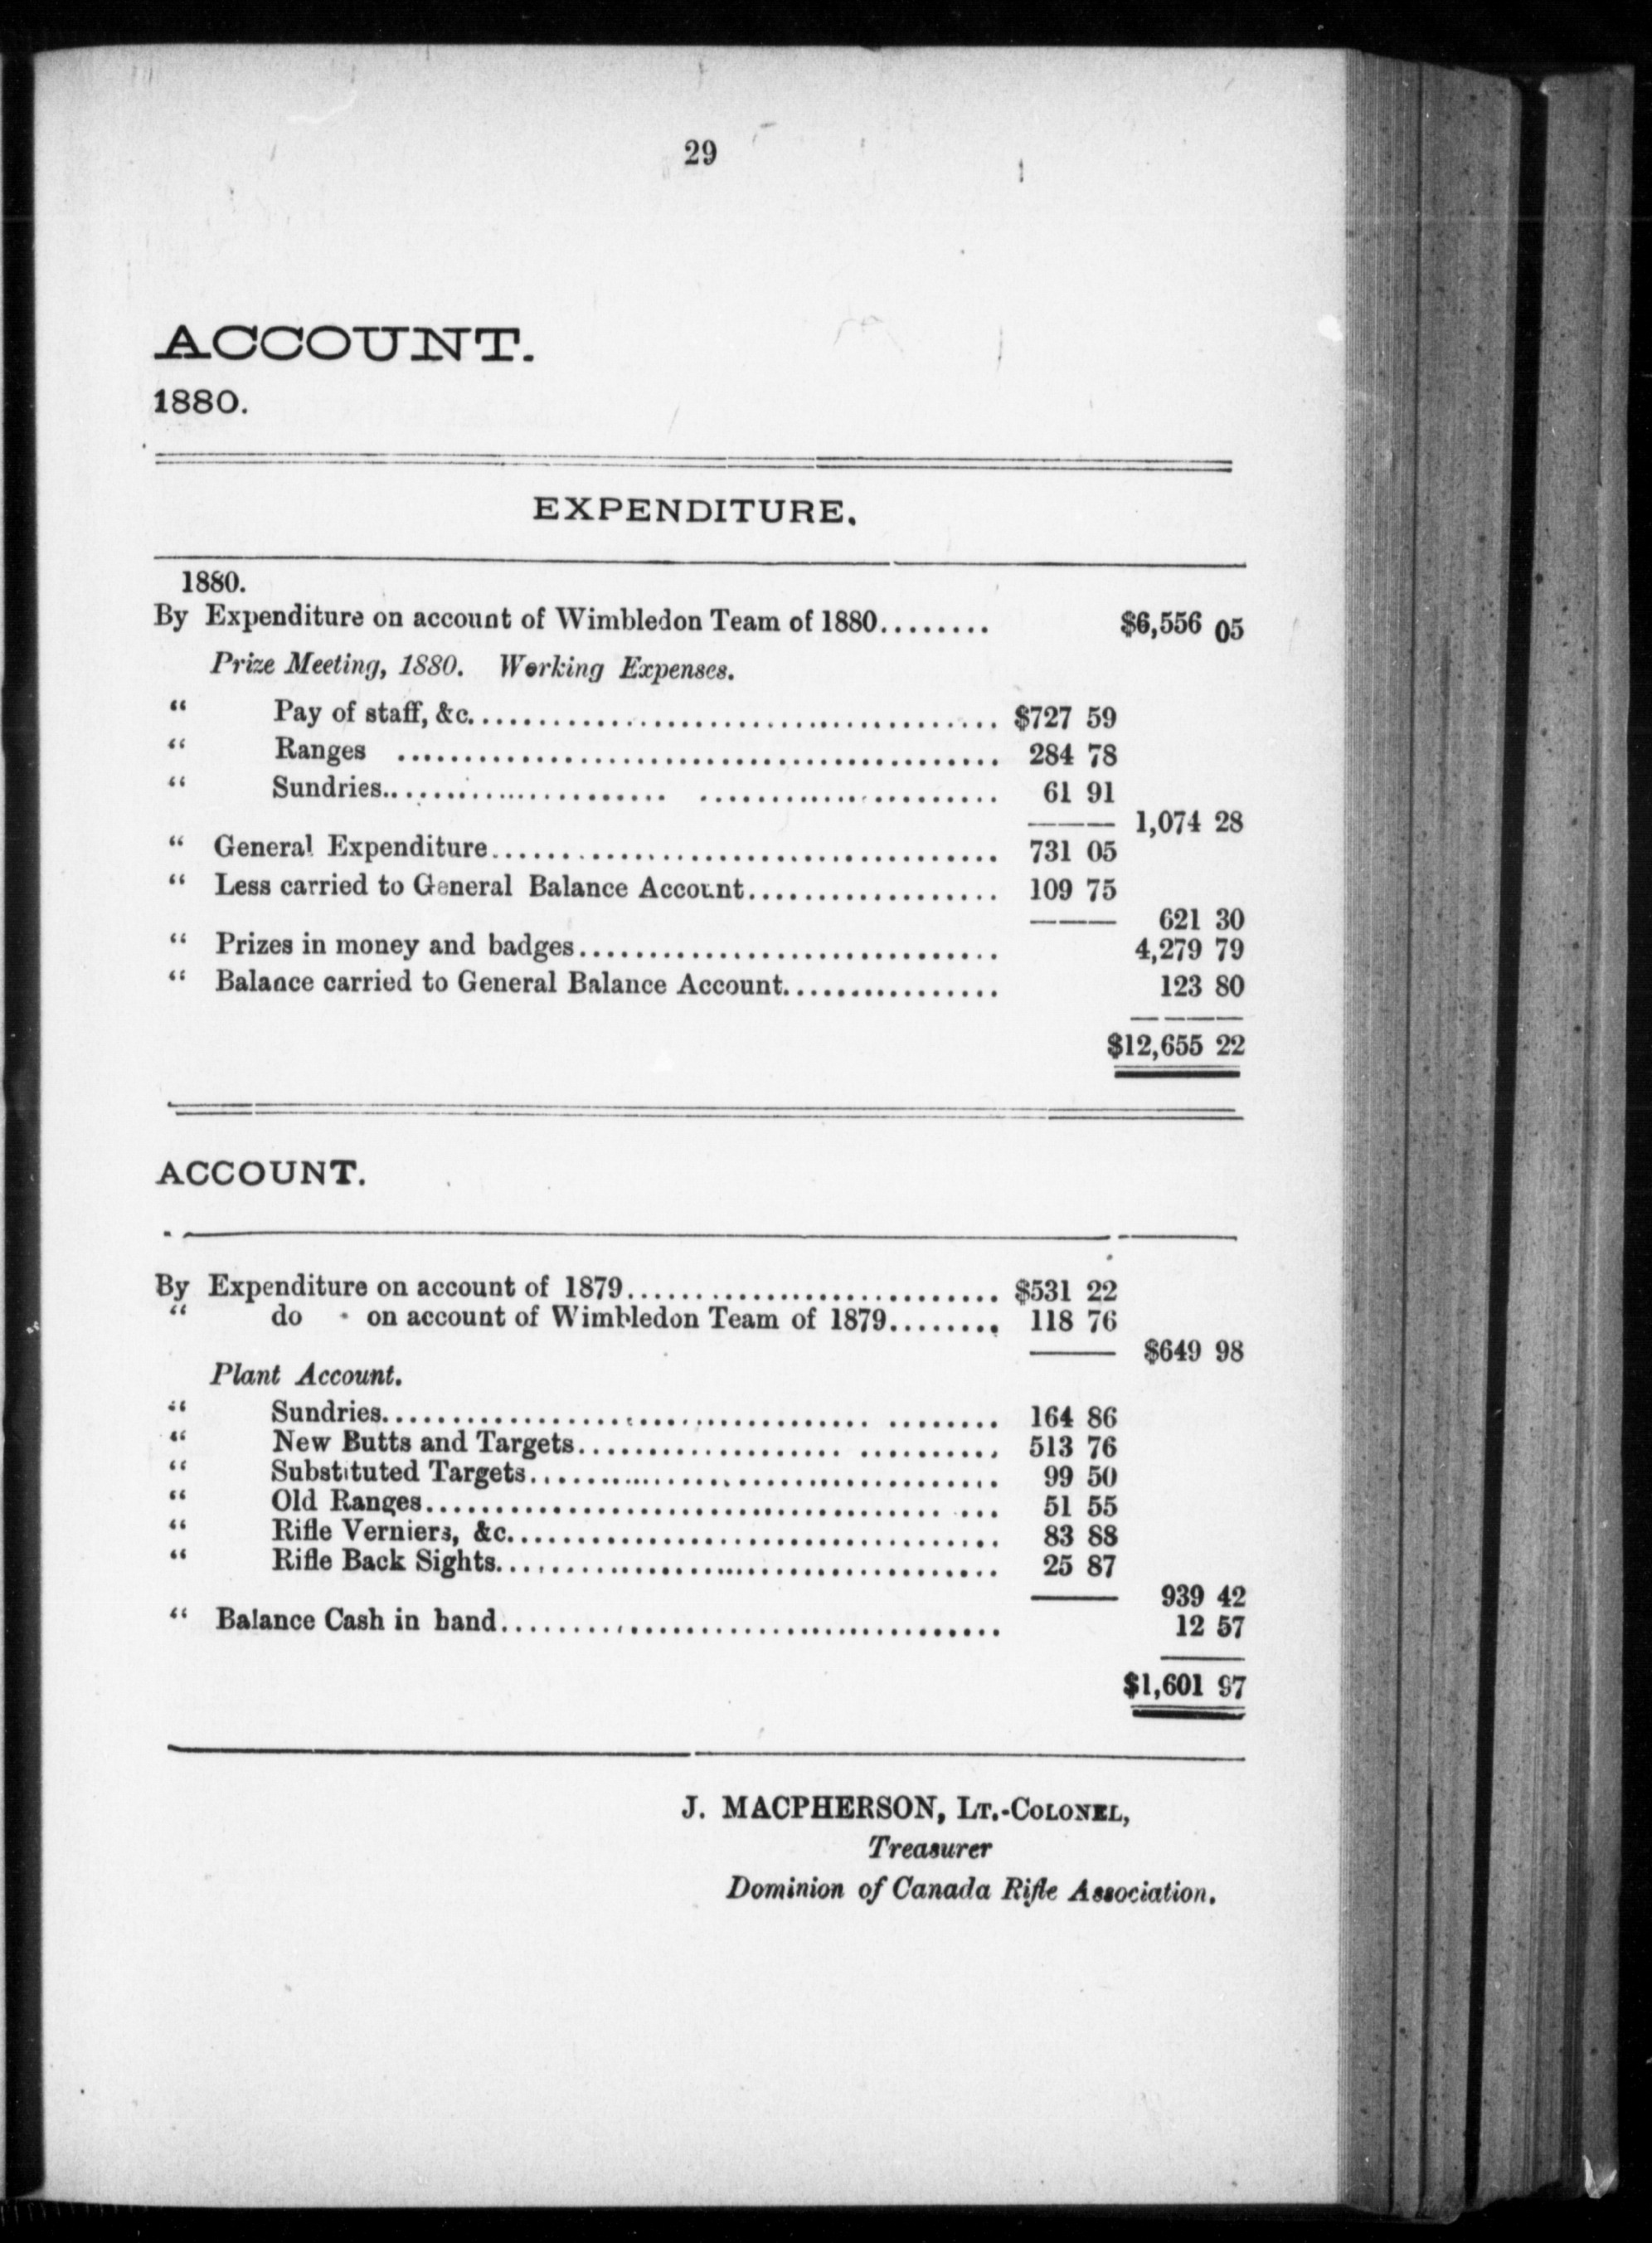 29
ACCOUNT.
1880.
EXPENDITURE.
1880.
By Expenditure on account of Wimbledon Team of 1880........ $6,556 05
Prize Meeting, 1880. Working Expenses.
“ Pay of staff, &c...................................... $727 59
“ Ranges .......................................... 284 78
“ Sundries.................... ..................... 61 91
——— 1,074 28
“ General Expenditure.................................... 731 05
“ Less carried to General Balance Account.................. 109 75
——— 621 30
“ Prizes in money and badges.............................. 4,279 79
“ Balance carried to General Balance Account................ 123 80
$12,655 22
ACCOUNT.
By Expenditure on account of 1879.......................... $531 22
“ do on account of Wimbledon Team of 1879........ 118 76
——— $649 98
Plant Account.
“ Sundries.................................. ........ 164 86
“ New Butts and Targets................... .......... 513 76
“ Substituted Targets................................. 99 50
“ Old Ranges..................................... ... 51 55
“ Rifle Verniers, &c................................... 83 88
“ Rifle Back Sights.................................... 25 87
——— 939 42
“ Balance Cash in hand.................................... 12 57
$1,601 97
J. MACPHERSON, LT.-COLONEL,
Treasurer
Dominion of Canada Rifle Association.